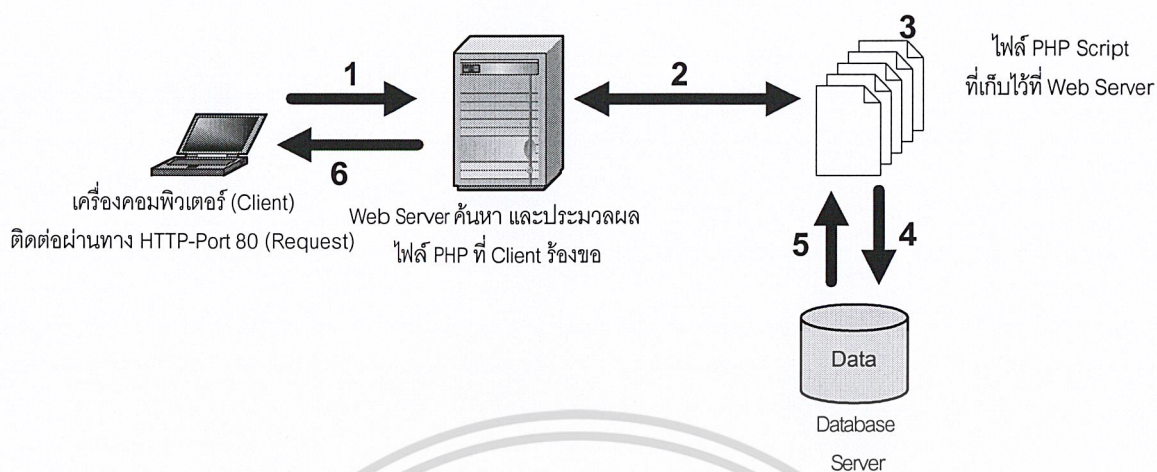 1
6
2
3
ไฟล์ PHP Script
ที่เก็บไว้ที่ Web Server
เครื่องคอมพิวเตอร์ (Client)
ติดต่อผ่านทาง HTTP-Port 80 (Request)
Web Server ค้นหา และประมวลผล
ไฟล์ PHP ที่ Client ร้องขอ
5
4
Data
Database
Server